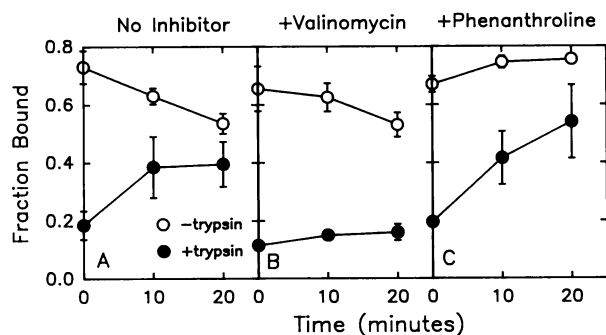 No Inhibitor +Valinomycin +Phenanthroline
0.8
0.6
0.4
0.2
0.0
Fraction Bound
−trypsin
+trypsin
A B C
0 10 20 0 10 20 0 10 20
Time (minutes)